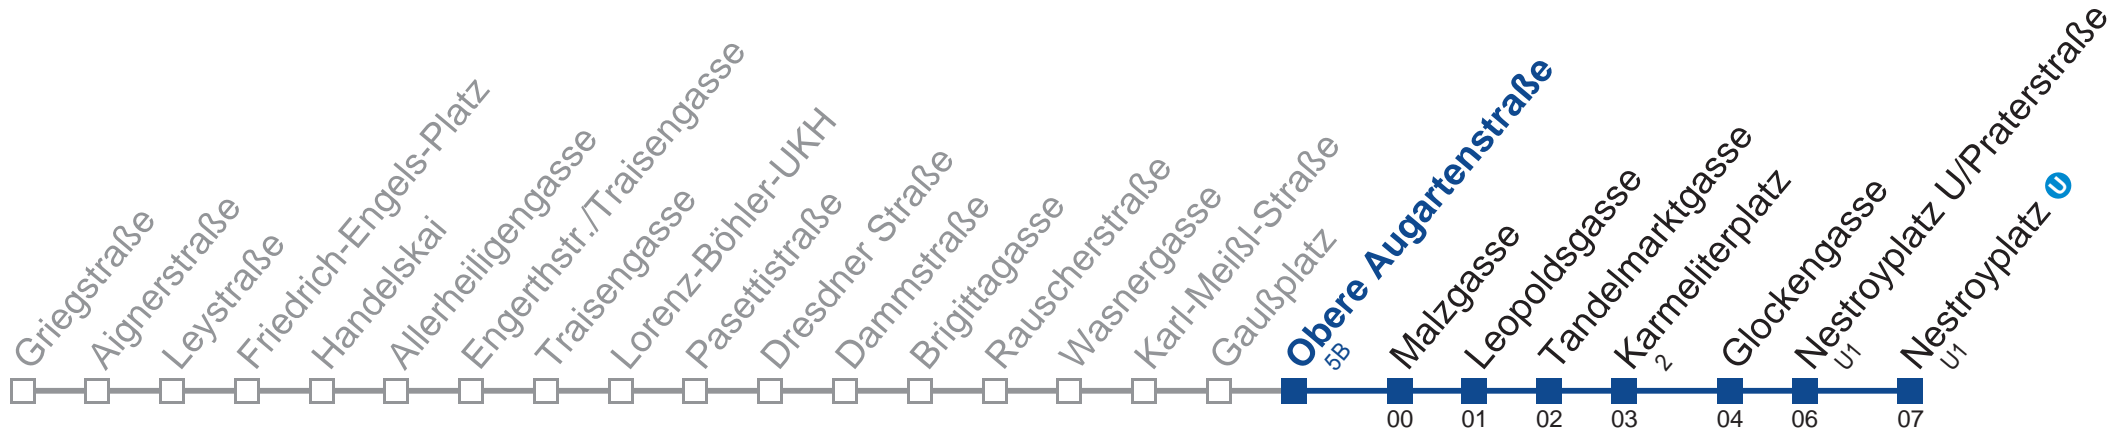 Griegstraße
Aignerstraße
Leystraße
Friedrich-Engels-Platz
Handelskai
Allerheiligengasse
Engerthstr./Traisengasse
Traisengasse
Lorenz-Böhler-UKH
Pasettistraße
Dresdner Straße
Dammstraße
Brigittagasse
Rauscherstraße
Wasnergasse
Karl-Meißl-Straße
Gaußplatz
Obere Augartenstraße
5B
Malzgasse
00
Leopoldsgasse
01
Tandelmarktgasse
02
Karmeliterplatz
2
03
Glockengasse
04
Nestroyplatz U/Praterstraße
U1
06
Nestroyplatz U
U1
07